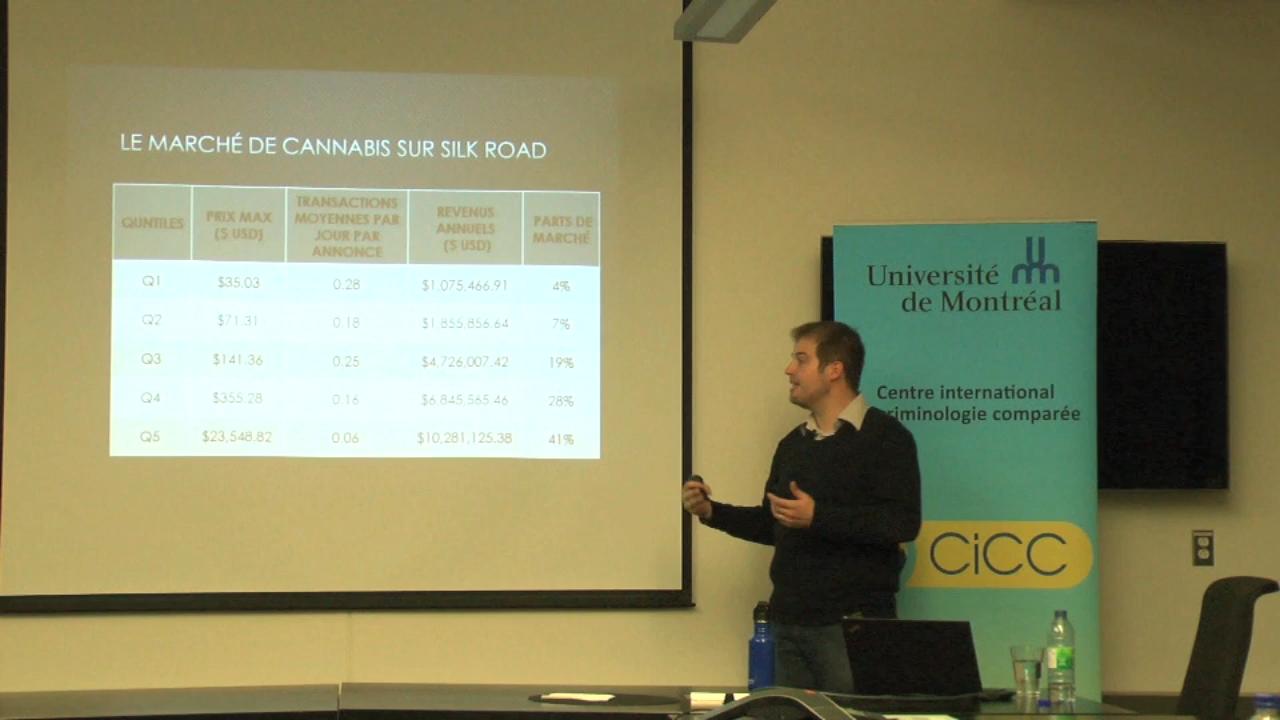 LE MARCHÉ DE CANNABIS SUR SILK ROAD
QUNTILES
PRIX MAX
($ USD)
TRANSACTIONS
MOYENNES PAR
JOUR PAR
ANNONCE
REVENUS
ANNUELS
($ USD)
PARTS DE
MARCHÉ
Q1 $35.03 0.28 $1,075,466.91 4%
Q2 $71.31 0.18 $1,855,856.64 7%
Q3 $141.36 0.25 $4,726,007.42 19%
Q4 $355.28 0.16 $6,845,565.46 28%
Q5 $23,548.82 0.06 $10,281,125.38 41%
Université
de Montréal
Centre international
criminologie comparée
CiCC